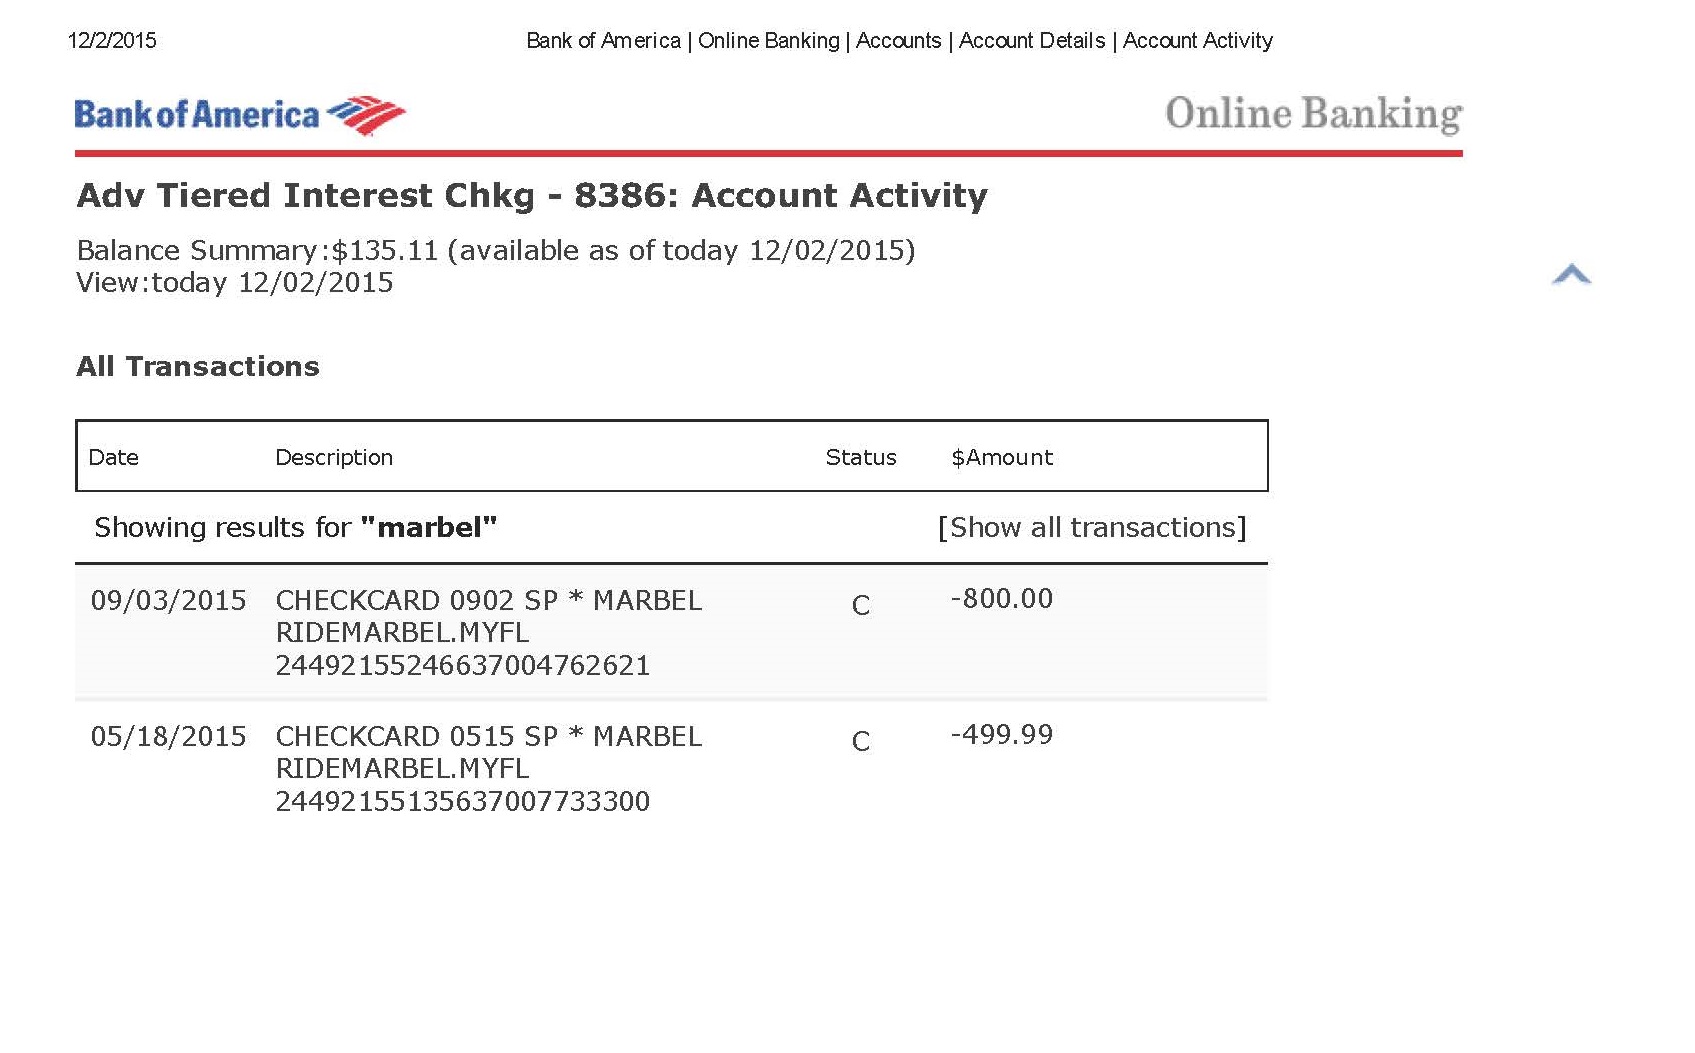 12/2/2015 Bank of America | Online Banking | Accounts | Account Details | Account Activity
Bank of America Online Banking
Adv Tiered Interest Chkg - 8386: Account Activity
Balance Summary:$135.11 (available as of today 12/02/2015)
View:today 12/02/2015
All Transactions
Date Description Status $Amount
Showing results for "marbel" [Show all transactions]
09/03/2015 CHECKCARD 0902 SP * MARBEL C -800.00
RIDEMARBEL.MYFL
24492155246637004762621
05/18/2015 CHECKCARD 0515 SP * MARBEL C -499.99
RIDEMARBEL.MYFL
24492155135637007733300